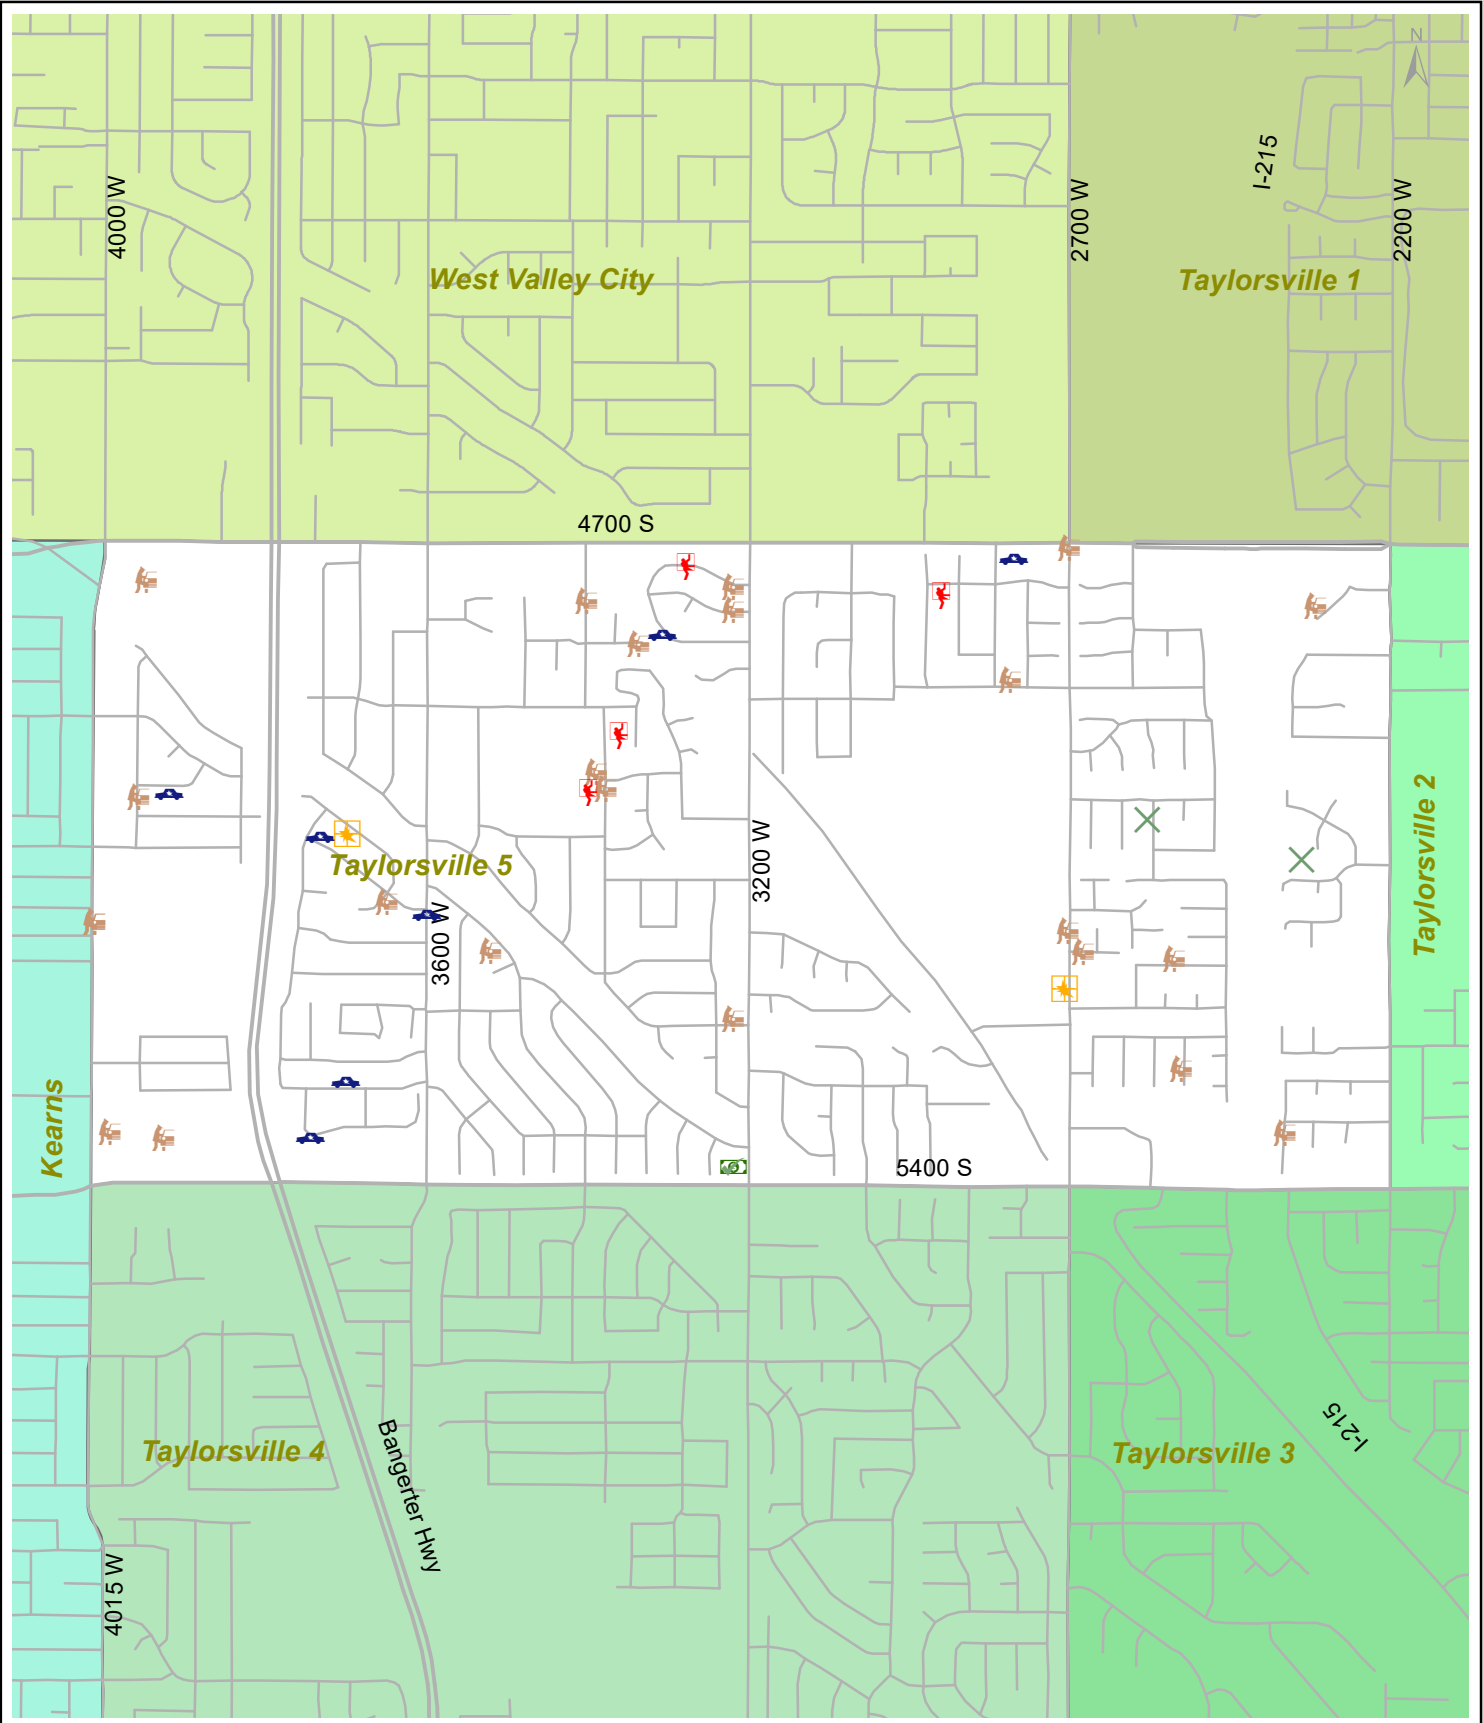 N
I-215
4000 W
2700 W
2200 W
West Valley City
Taylorsville 1
4700 S
Taylorsville 2
3200 W
Taylorsville 5
3600 W
Kearns
5400 S
I-215
Taylorsville 4
Bangerter Hwy
Taylorsville 3
4015 W